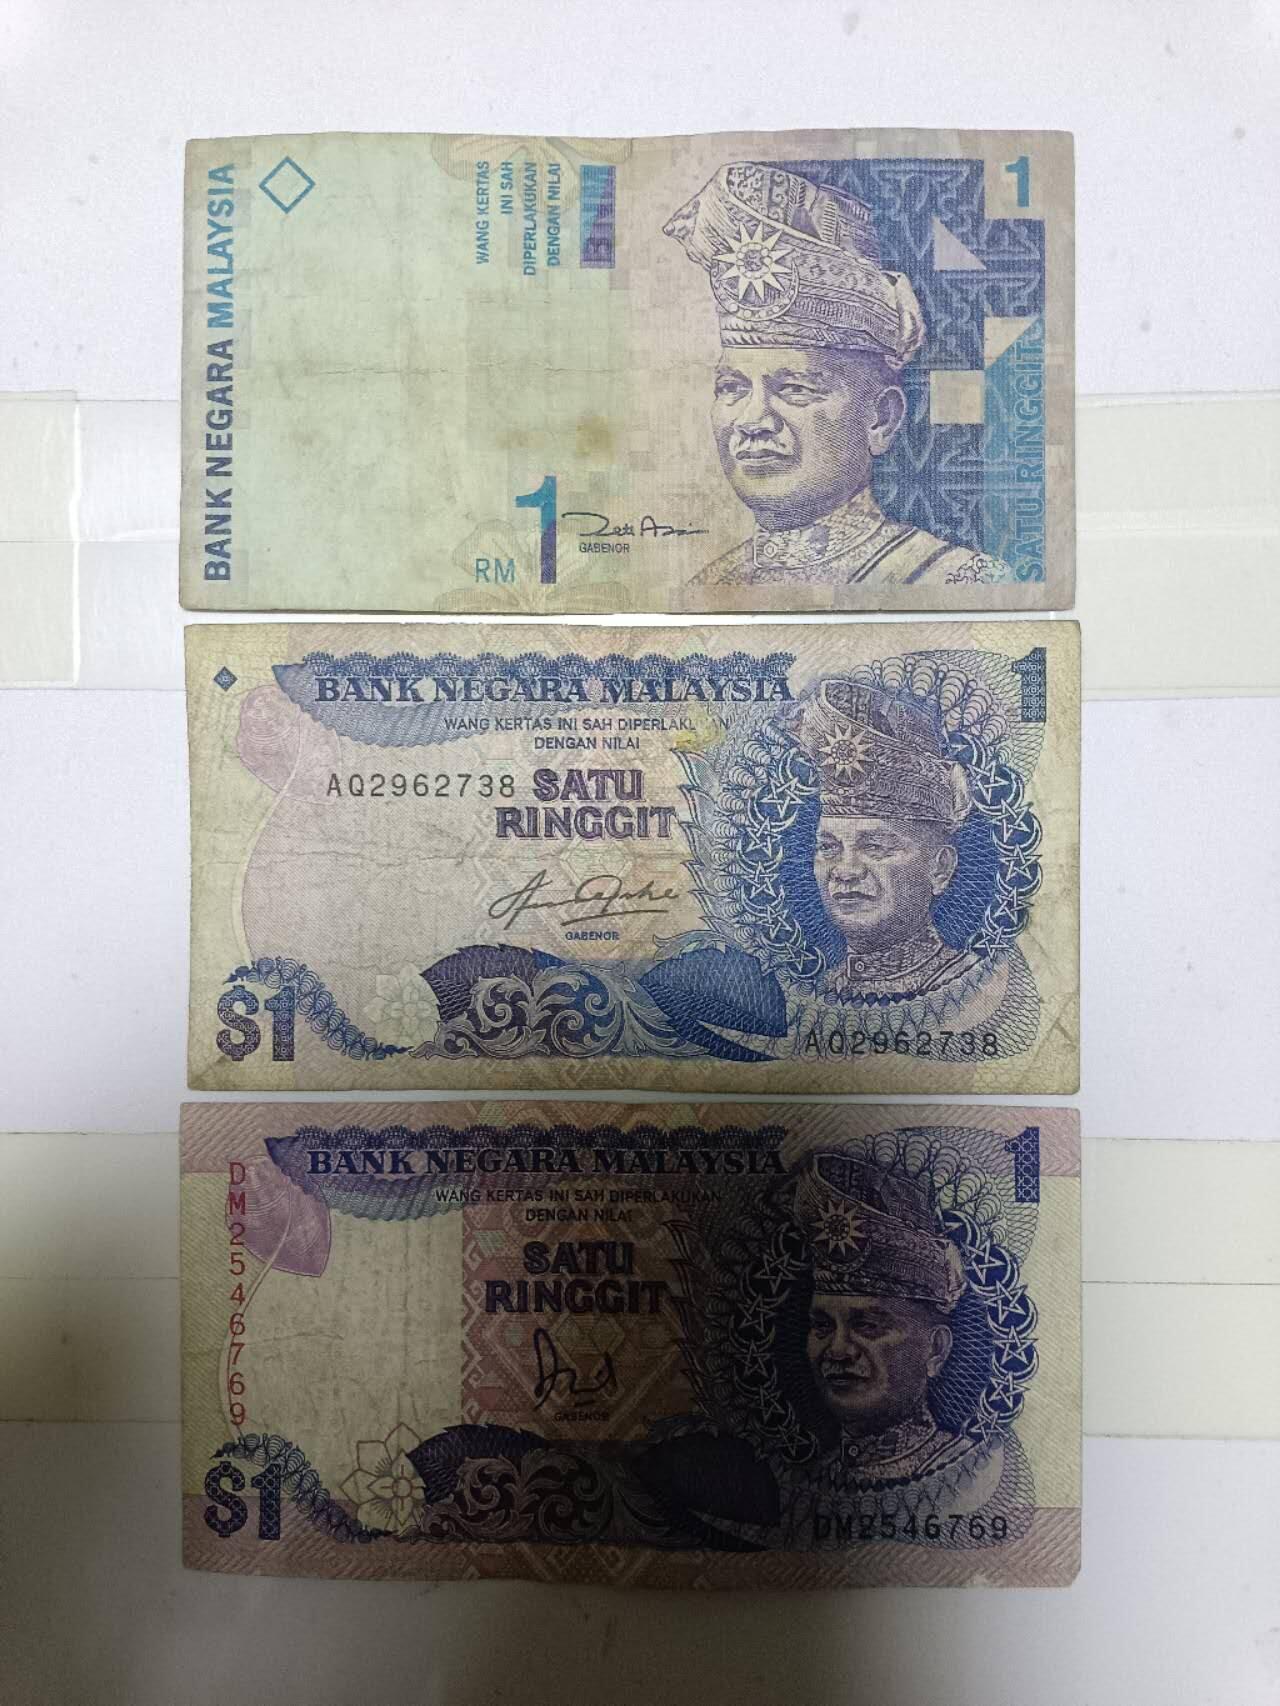 BANK NEGARA MALAYSIA
WANG KERTAS
INI SAH
DIPERLAKUKAN
DENGAN NILAI
1
SATU RINGGIT
RM 1
GABENOR
BANK NEGARA MALAYSIA
1
WANG KERTAS INI SAH DIPERLAKUKAN
DENGAN NILAI
AQ2962738
SATU
RINGGIT
GABENOR
$1
AQ2962738
BANK NEGARA MALAYSIA
1
WANG KERTAS INI SAH DIPERLAKUKAN
DENGAN NILAI
DM2546769
SATU
RINGGIT
GABENOR
$1
DM2546769